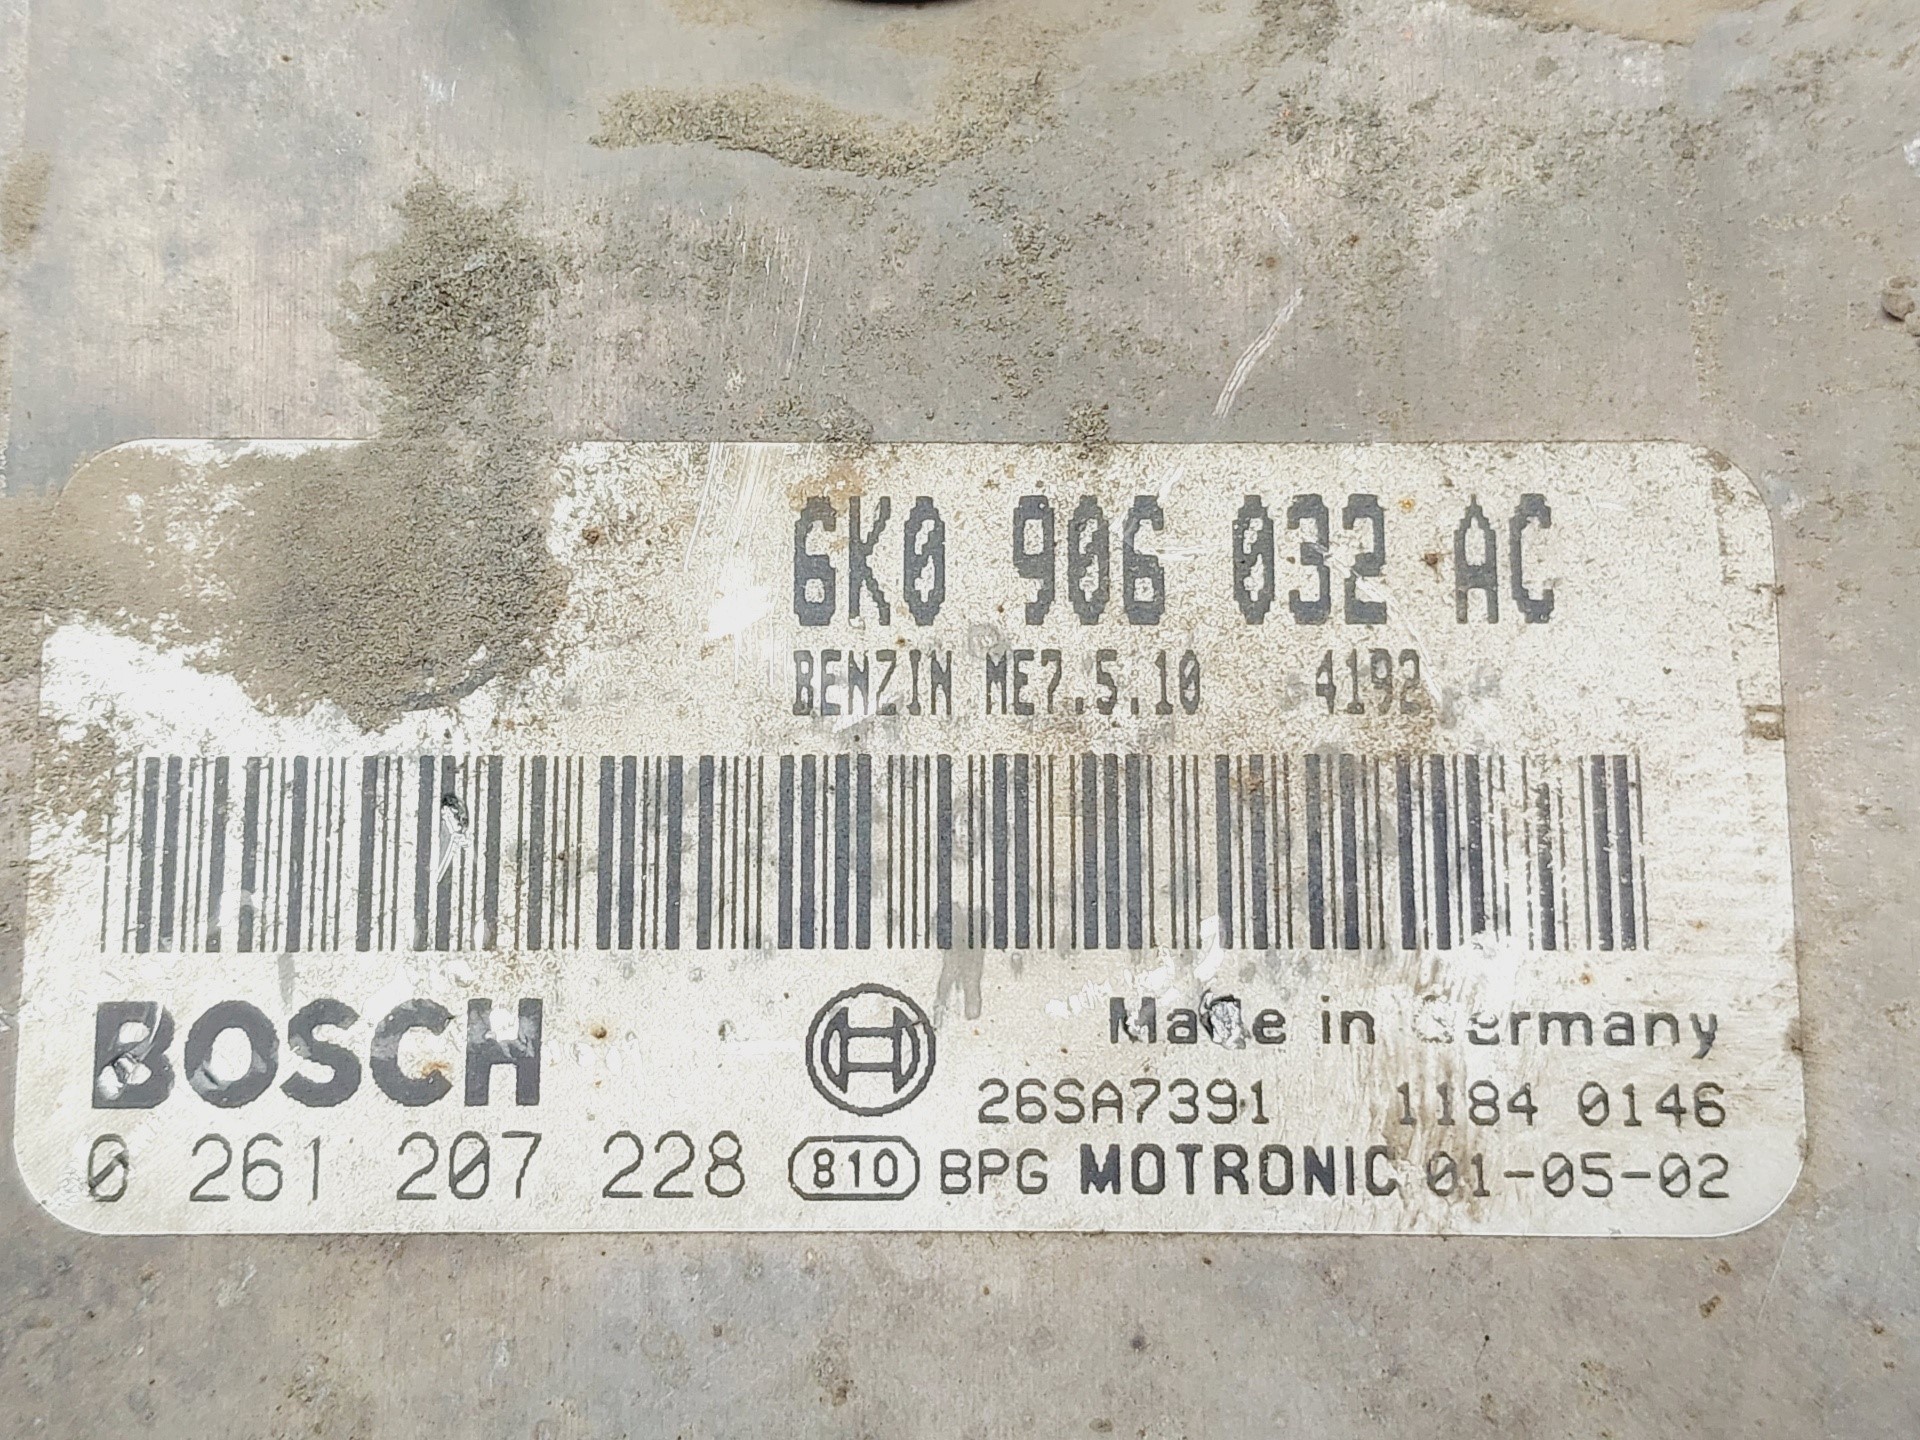 6K0 906 032 AC
BENZIN ME7.5.10 4192
BOSCH Made in Germany
26SA7391 1184 0146
0 261 207 228 810 BPG MOTRONIC 01-05-02